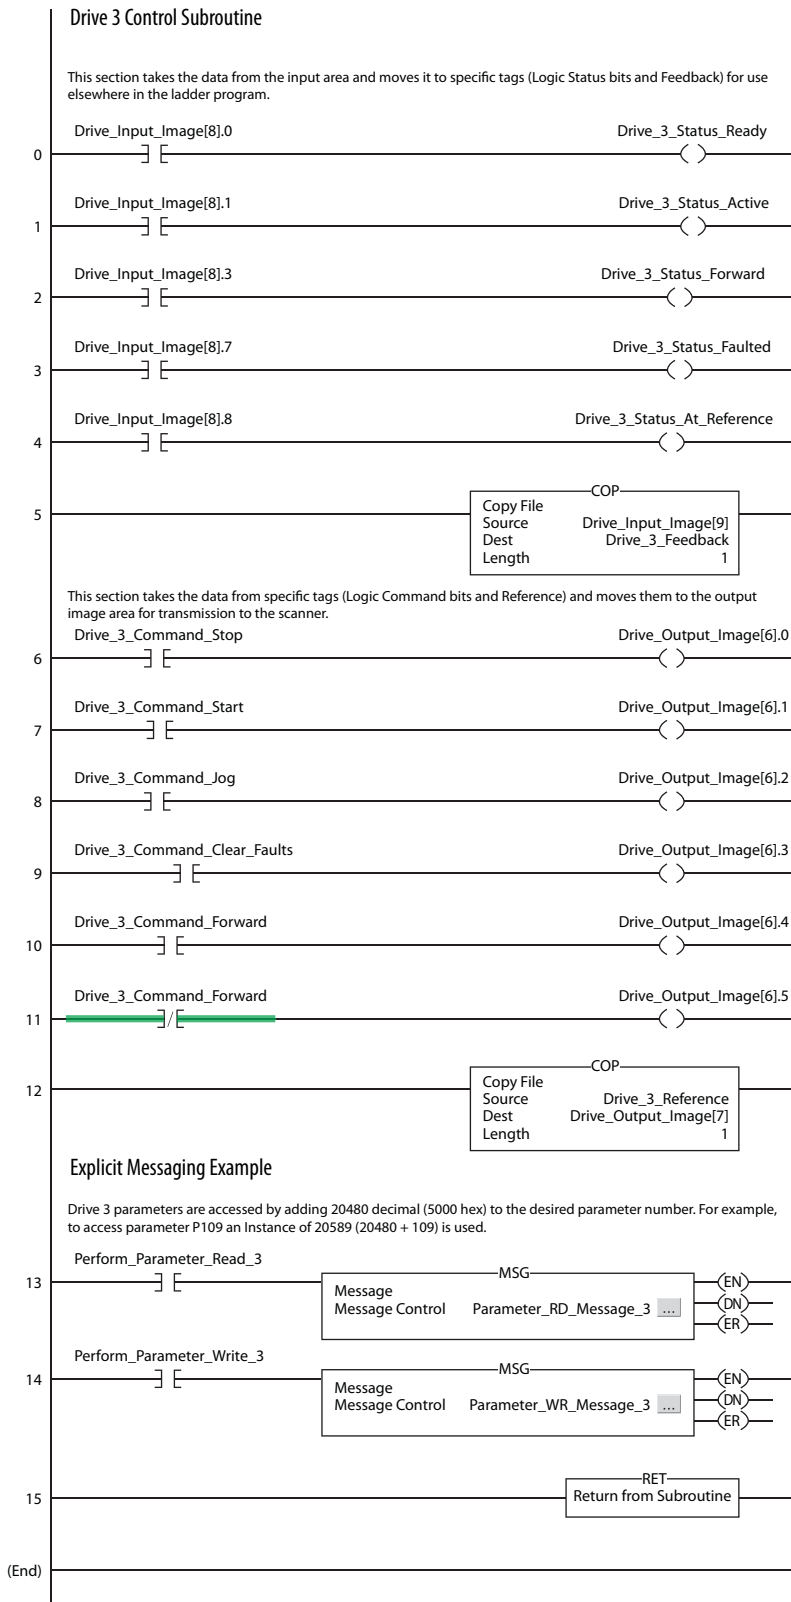 Drive 3 Control Subroutine
This section takes the data from the input area and moves it to specific tags (Logic Status bits and Feedback) for use
elsewhere in the ladder program.
Drive_Input_Image[8].0 Drive_3_Status_Ready
0
Drive_Input_Image[8].1 Drive_3_Status_Active
1
Drive_Input_Image[8].3 Drive_3_Status_Forward
2
Drive_Input_Image[8].7 Drive_3_Status_Faulted
3
Drive_Input_Image[8].8 Drive_3_Status_At_Reference
4
COP
Copy File
5
Source Drive_Input_Image[9]
Dest Drive_3_Feedback
Length 1
This section takes the data from specific tags (Logic Command bits and Reference) and moves them to the output
image area for transmission to the scanner.
Drive_3_Command_Stop Drive_Output_Image[6].0
6
Drive_3_Command_Start Drive_Output_Image[6].1
7
Drive_3_Command_Jog Drive_Output_Image[6].2
8
Drive_3_Command_Clear_Faults Drive_Output_Image[6].3
9
Drive_3_Command_Forward Drive_Output_Image[6].4
10
Drive_3_Command_Forward Drive_Output_Image[6].5
11
COP
Copy File
12
Source Drive_3_Reference
Dest Drive_Output_Image[7]
Length 1
Explicit Messaging Example
Drive 3 parameters are accessed by adding 20480 decimal (5000 hex) to the desired parameter number. For example,
to access parameter P109 an Instance of 20589 (20480 + 109) is used.
Perform_Parameter_Read_3
MSG
13 EN
Message
Message Control Parameter_RD_Message_3 ... DN
ER
Perform_Parameter_Write_3
MSG
14 EN
Message
Message Control Parameter_WR_Message_3 ... DN
ER
RET
15 Return from Subroutine
(End)